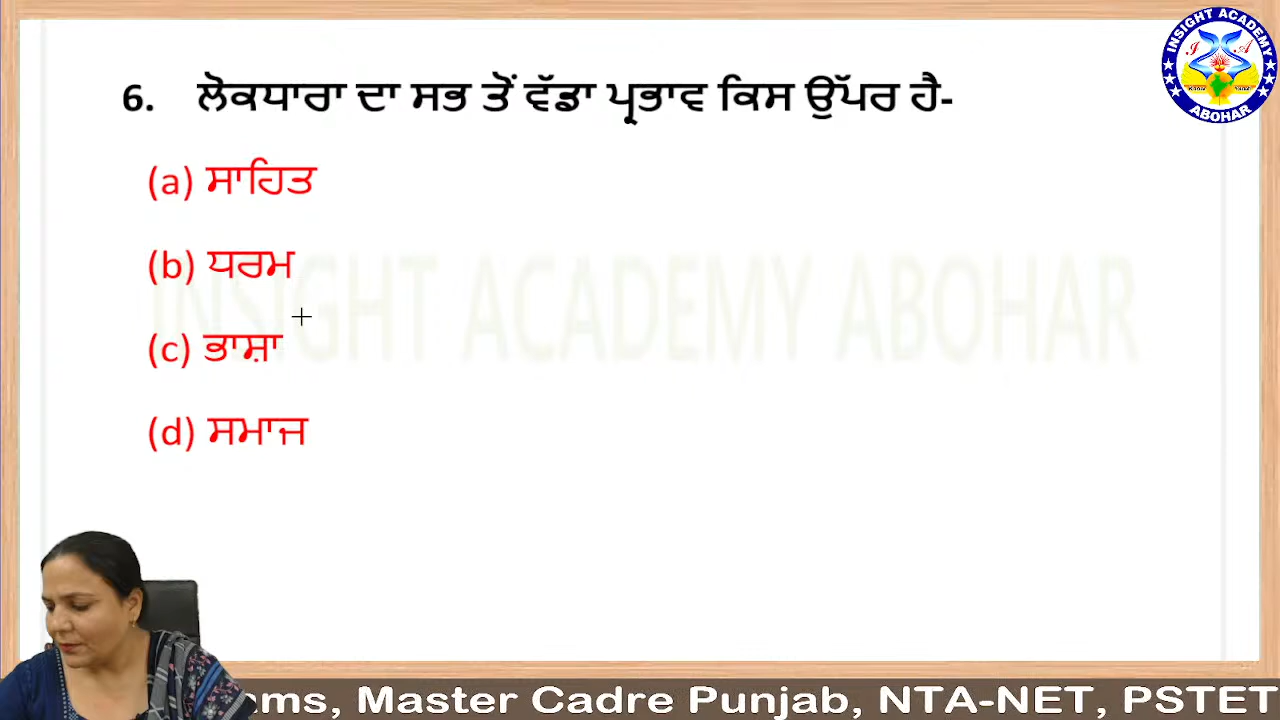 INSIGHT ACADEMY
I A
ABOHAR
6. ਲੋਕਧਾਰਾ ਦਾ ਸਭ ਤੋਂ ਵੱਡਾ ਪ੍ਰਭਾਵ ਕਿਸ ਉੱਪਰ ਹੈ-
(a) ਸਾਹਿਤ
(b) ਧਰਮ
(c) ਭਾਸ਼ਾ
(d) ਸਮਾਜ
INSIGHT ACADEMY ABOHAR
ams, Master Cadre Punjab, NTA-NET, PSTET